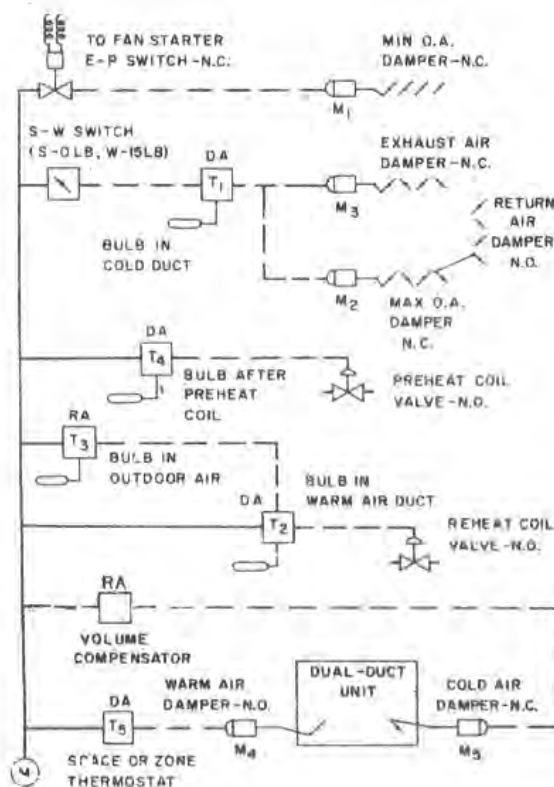 TO FAN STARTER
E-P SWITCH-N.C.
MIN O.A.
DAMPER-N.C.
M1
S-W SWITCH
(S-0LB, W-15LB)
DA
T1
BULB IN
COLD DUCT
EXHAUST AIR
DAMPER-N.C.
M3
RETURN
AIR
DAMPER
N.O.
M2
MAX O.A.
DAMPER
N.C.
DA
T4
BULB AFTER
PREHEAT
COIL
PREHEAT COIL
VALVE-N.O.
RA
T3
BULB IN
OUTDOOR AIR
BULB IN
WARM AIR DUCT
DA
T2
REHEAT COIL
VALVE-N.O.
RA
VOLUME
COMPENSATOR
DA
T5
SPACE OR ZONE
THERMOSTAT
WARM AIR
DAMPER-N.O.
M4
DUAL-DUCT
UNIT
COLD AIR
DAMPER-N.C.
M5